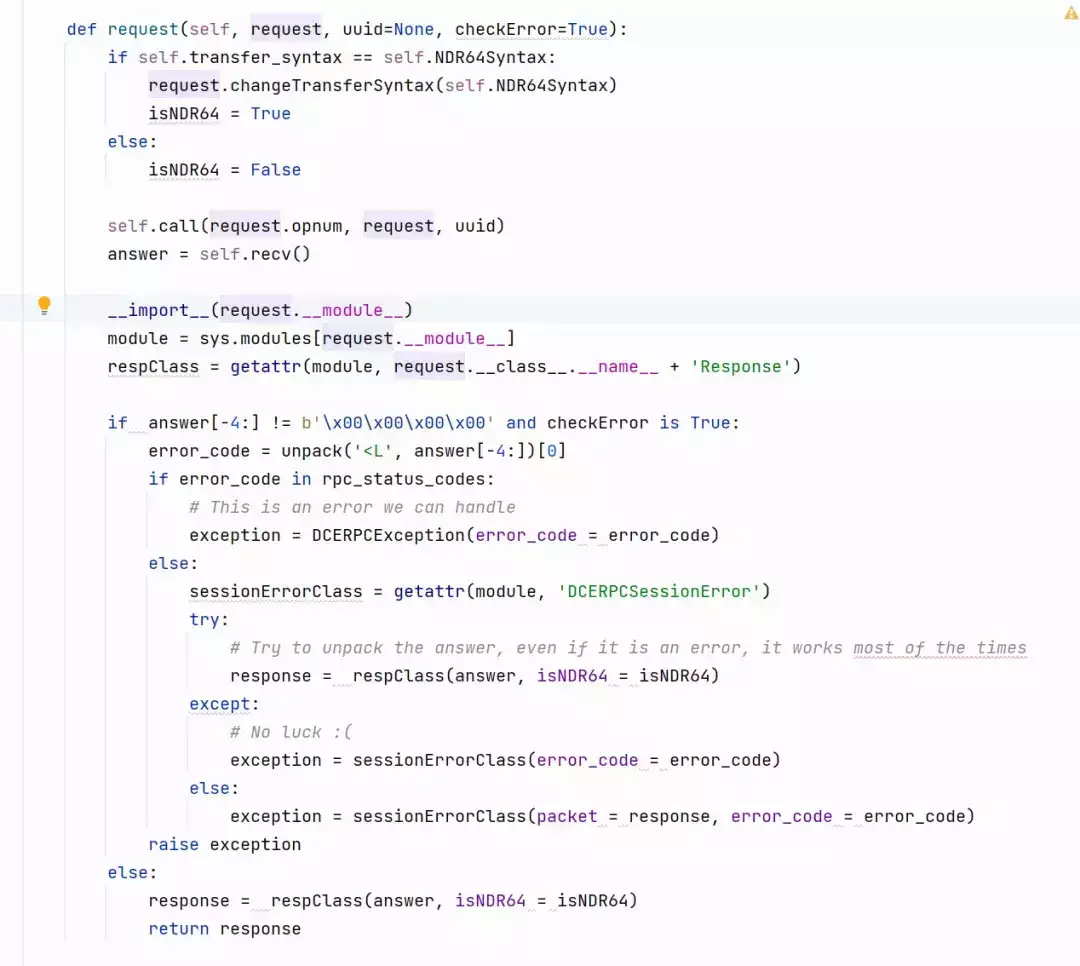 def request(self, request, uuid=None, checkError=True):
    if self.transfer_syntax == self.NDR64Syntax:
        request.changeTransferSyntax(self.NDR64Syntax)
        isNDR64 = True
    else:
        isNDR64 = False

    self.call(request.opnum, request, uuid)
    answer = self.recv()

    __import__(request.__module__)
    module = sys.modules[request.__module__]
    respClass = getattr(module, request.__class__.__name__ + 'Response')

    if  answer[-4:] != b'\x00\x00\x00\x00' and checkError is True:
        error_code = unpack('<L', answer[-4:])[0]
        if error_code in rpc_status_codes:
            # This is an error we can handle
            exception = DCERPCException(error_code = error_code)
        else:
            sessionErrorClass = getattr(module, 'DCERPCSessionError')
            try:
                # Try to unpack the answer, even if it is an error, it works most of the times
                response =  respClass(answer, isNDR64 = isNDR64)
            except:
                # No luck :(
                exception = sessionErrorClass(error_code = error_code)
            else:
                exception = sessionErrorClass(packet = response, error_code = error_code)
        raise exception
    else:
        response =  respClass(answer, isNDR64 = isNDR64)
        return response